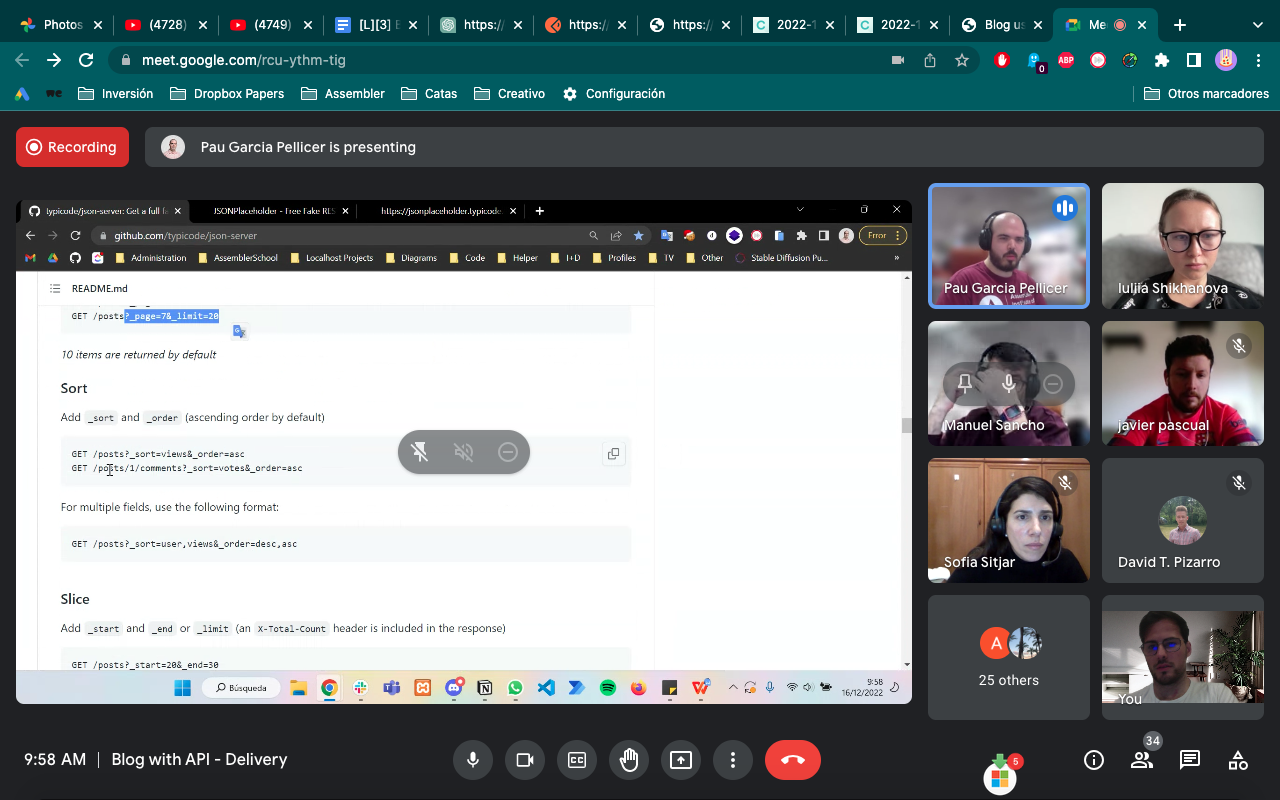 Photos
(4728)
(4749)
[L][3] E
https:/
https:/
https:/
2022-1
2022-1
Blog us
Me
meet.google.com/rcu-ythm-tig
0
ABP
we
Inversión
Dropbox Papers
Assembler
Catas
Creativo
Configuración
Otros marcadores
Recording
Pau Garcia Pellicer is presenting
typicode/json-server: Get a full fa
JSONPlaceholder - Free Fake RES
https://jsonplaceholder.typicode.
github.com/typicode/json-server
Error
Administration
AssemblerSchool
Localhost Projects
Diagrams
Code
Helper
I+D
Profiles
TV
Other
Stable Diffusion Pu...
»
README.md
GET /posts?_page=7&_limit=20
10 items are returned by default
Sort
Add _sort and _order (ascending order by default)
GET /posts?_sort=views&_order=asc
GET /posts/1/comments?_sort=votes&_order=asc
For multiple fields, use the following format:
GET /posts?_sort=user,views&_order=desc,asc
Slice
Add _start and _end or _limit (an X-Total-Count header is included in the response)
GET /posts?_start=20&_end=30
Búsqueda
9:58
16/12/2022
Pau Garcia Pellicer
Iuliia Shikhanova
Manuel Sancho
javier pascual
Sofia Sitjar
David T. Pizarro
A
25 others
You
9:58 AM | Blog with API - Delivery
5
34